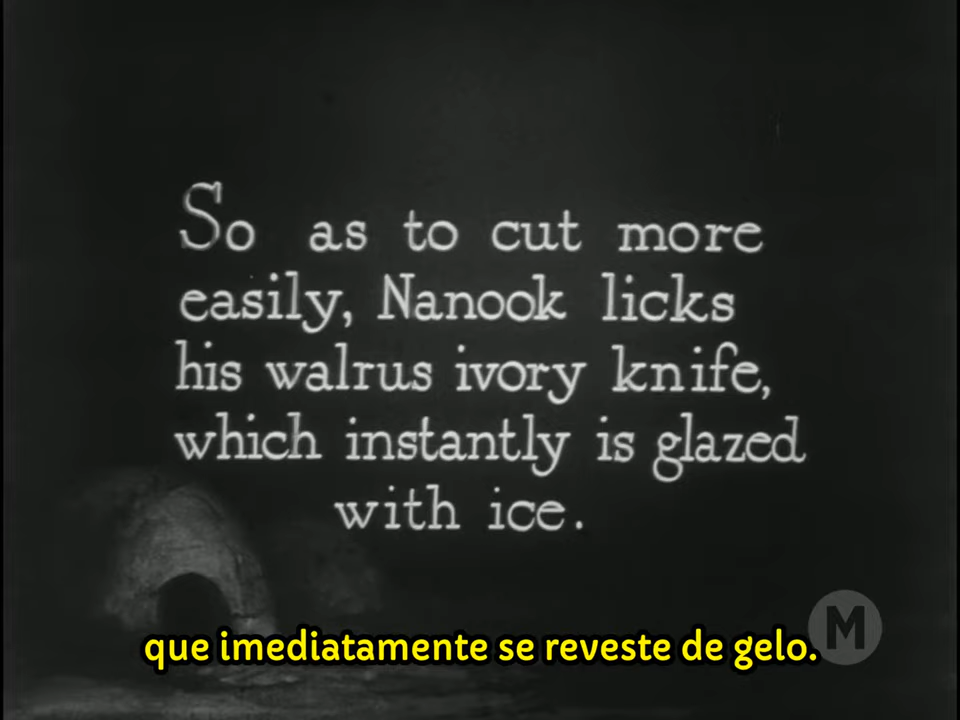 So as to cut more
easily, Nanook licks
his walrus ivory knife,
which instantly is glazed
with ice.
que imediatamente se reveste de gelo.
M